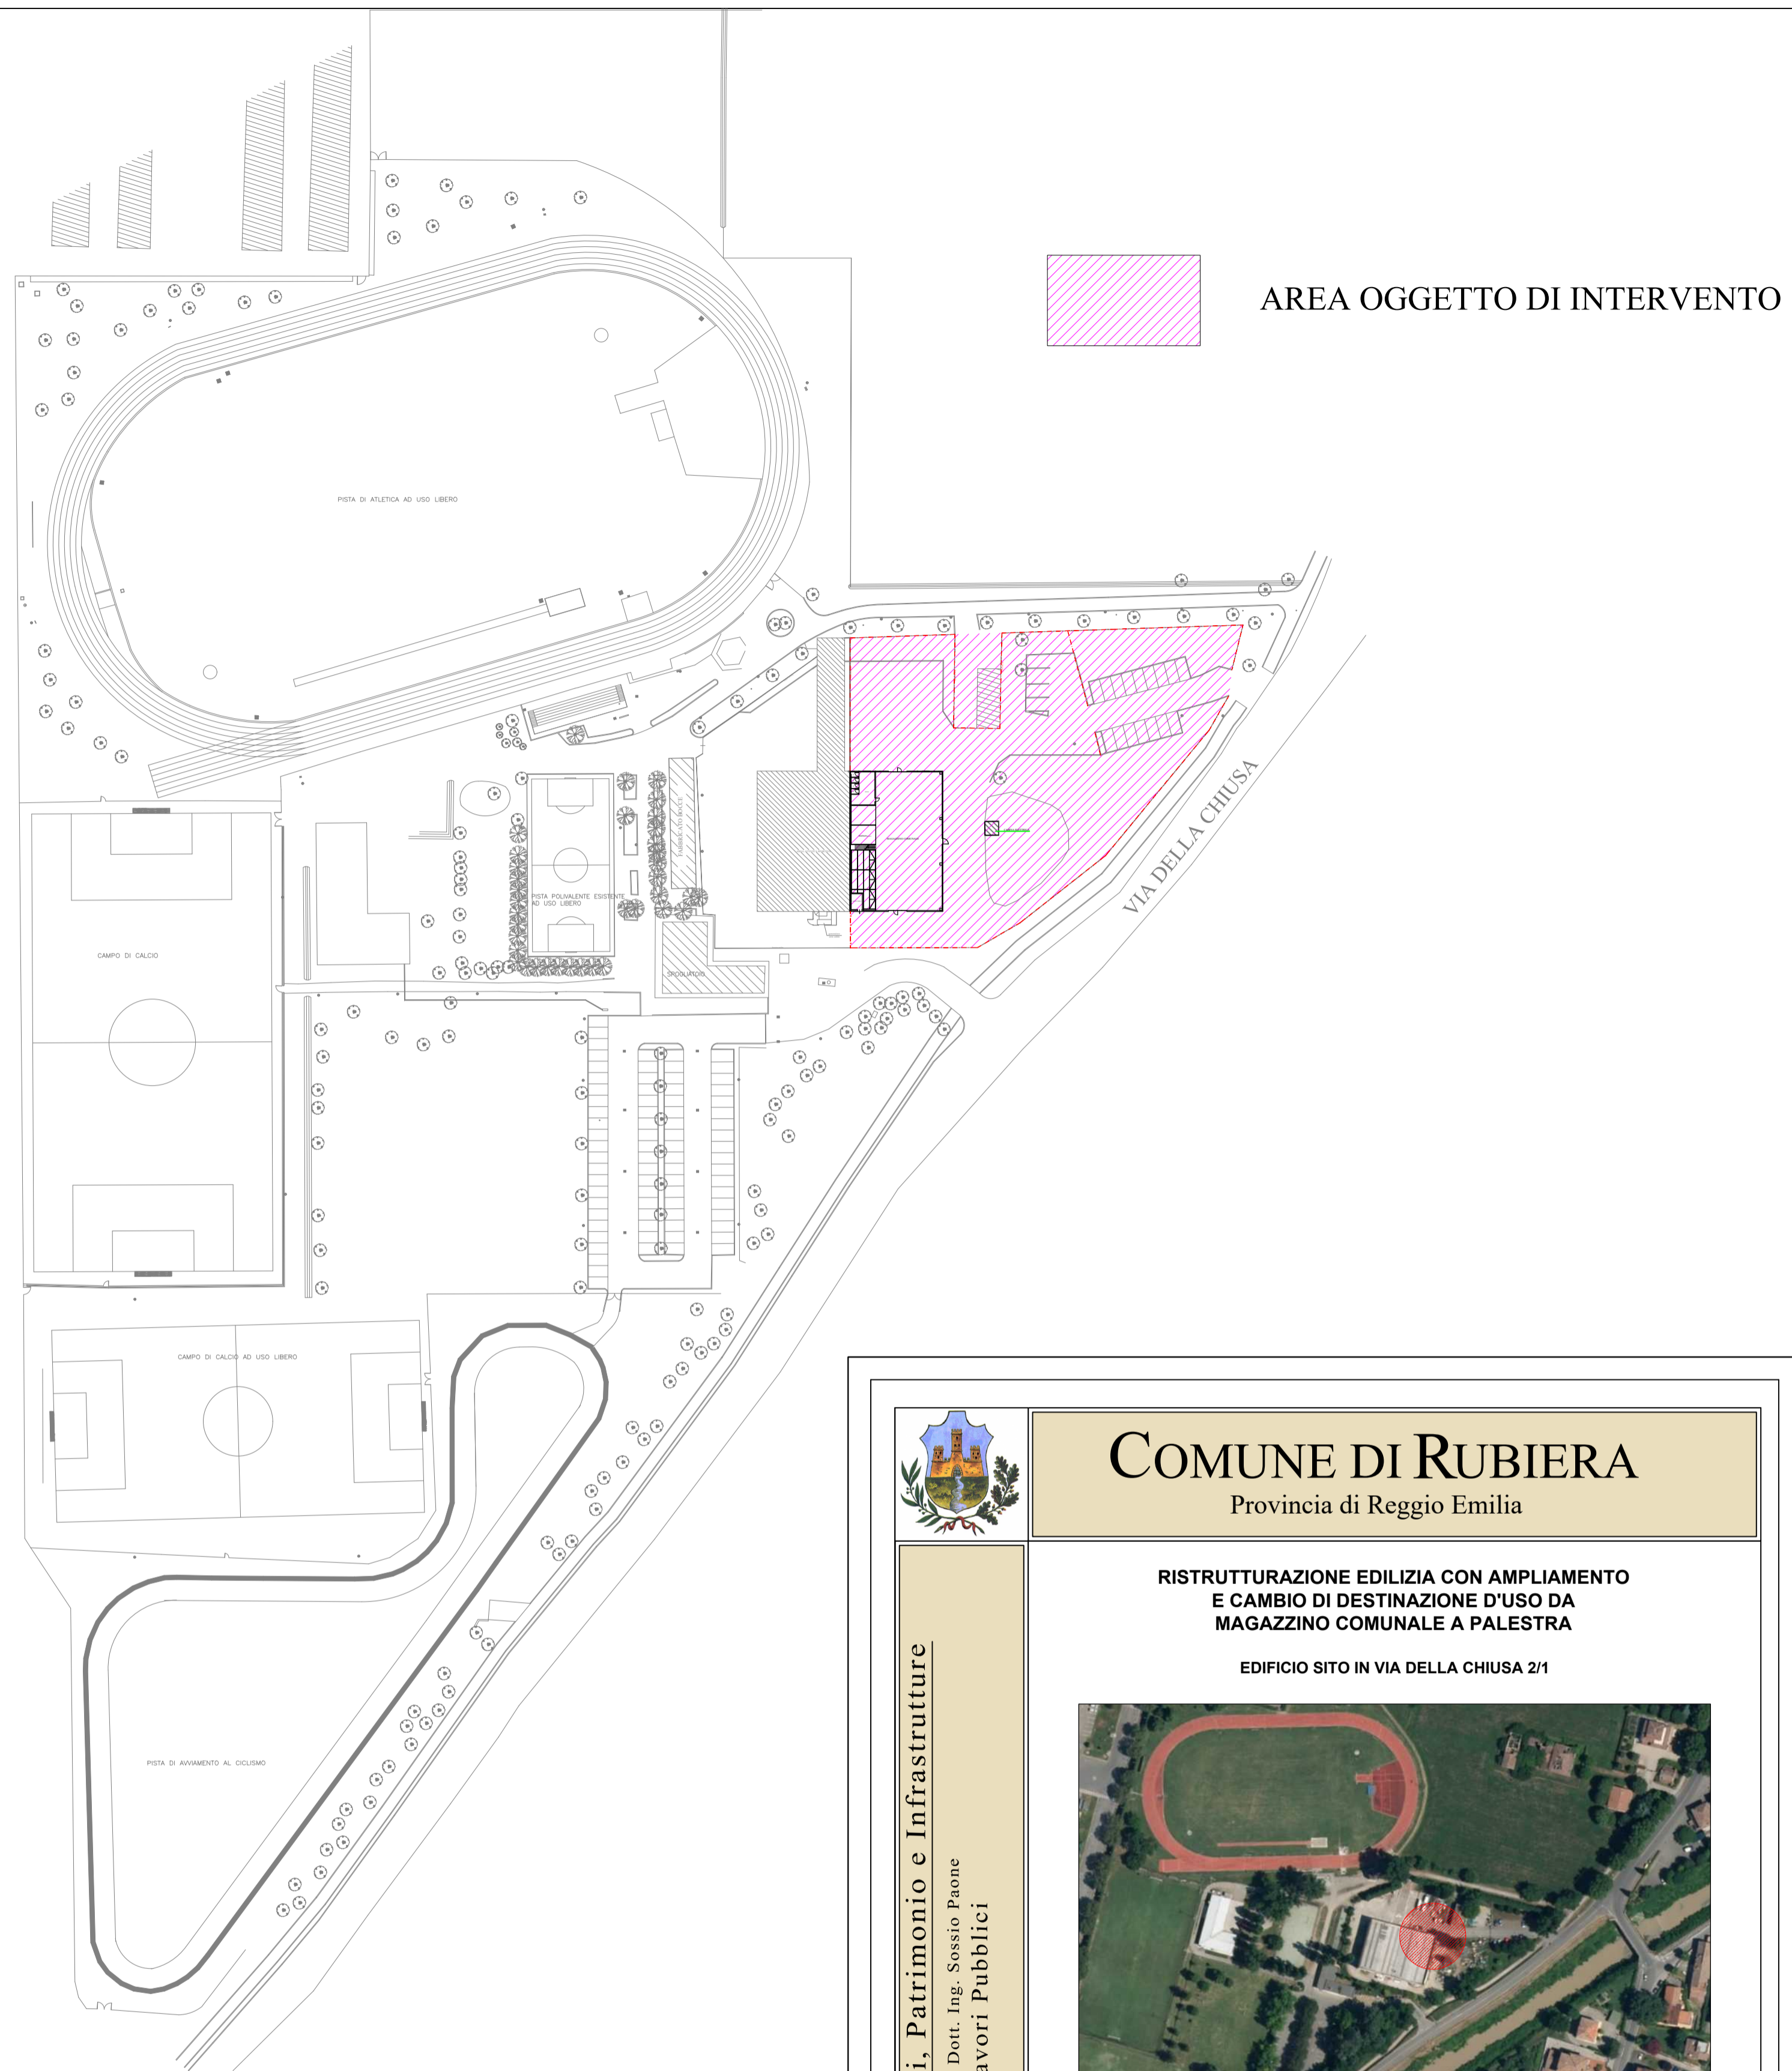 AREA OGGETTO DI INTERVENTO
PISTA DI ATLETICA AD USO LIBERO
VIA DELLA CHIUSA
FABBRICATO BOCCE
PISTA POLIVALENTE ESISTENTE
AD USO LIBERO
CAMPO DI CALCIO
SPOGLIATOIO
CAMPO DI CALCIO AD USO LIBERO
PISTA DI AVVIAMENTO AL CICLISMO
COMUNE DI RUBIERA
Provincia di Reggio Emilia
RISTRUTTURAZIONE EDILIZIA CON AMPLIAMENTO
E CAMBIO DI DESTINAZIONE D'USO DA
MAGAZZINO COMUNALE A PALESTRA
EDIFICIO SITO IN VIA DELLA CHIUSA 2/1
i, Patrimonio e Infrastrutture
Dott. Ing. Sossio Paone
avori Pubblici